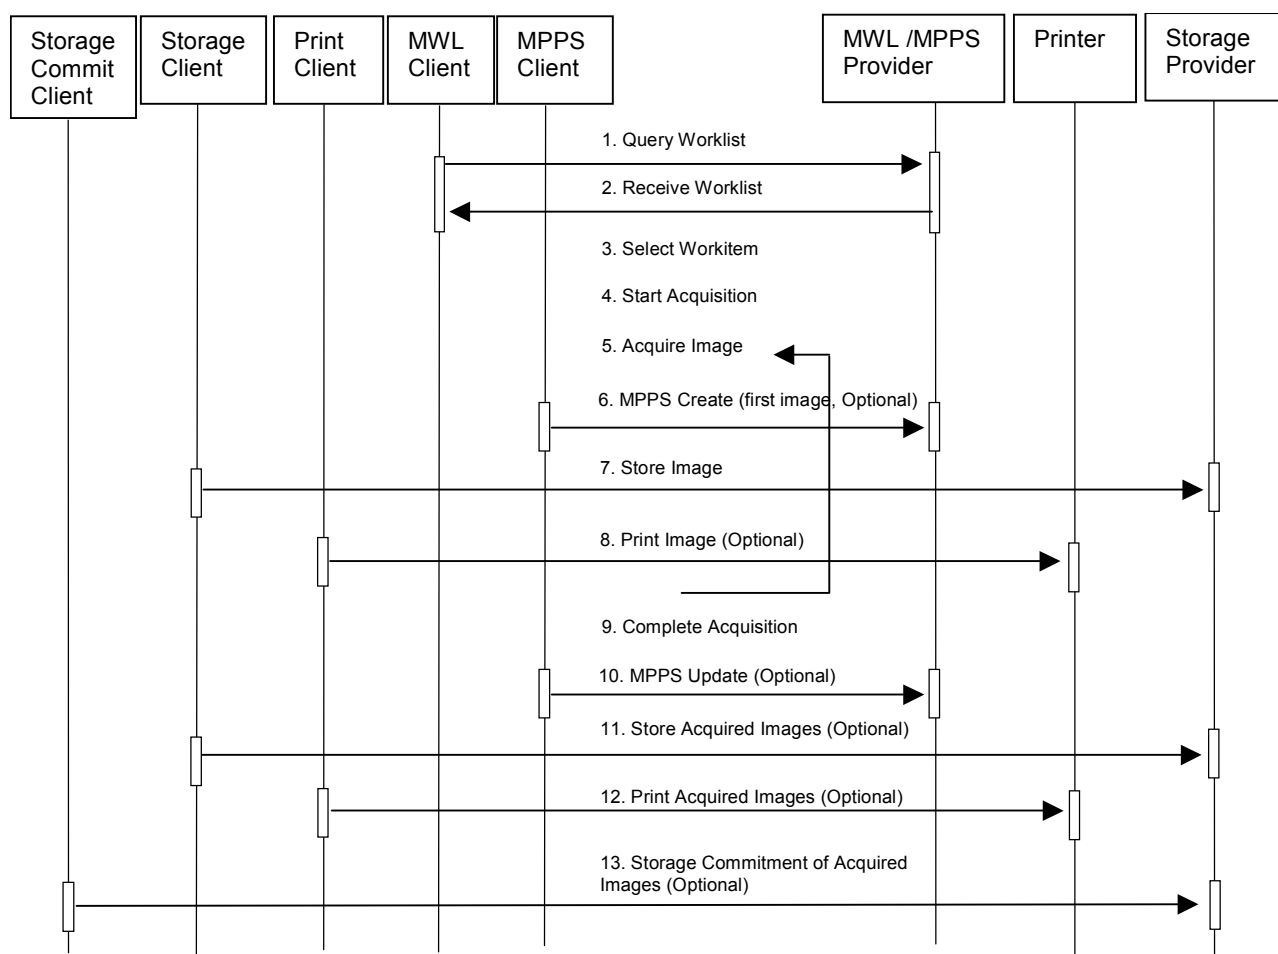 Storage
Commit
Client
Storage
Client
Print
Client
MWL
Client
MPPS
Client
MWL /MPPS
Provider
Printer
Storage
Provider
1. Query Worklist
2. Receive Worklist
3. Select Workitem
4. Start Acquisition
5. Acquire Image
6. MPPS Create (first image, Optional)
7. Store Image
8. Print Image (Optional)
9. Complete Acquisition
10. MPPS Update (Optional)
11. Store Acquired Images (Optional)
12. Print Acquired Images (Optional)
13. Storage Commitment of Acquired
Images (Optional)